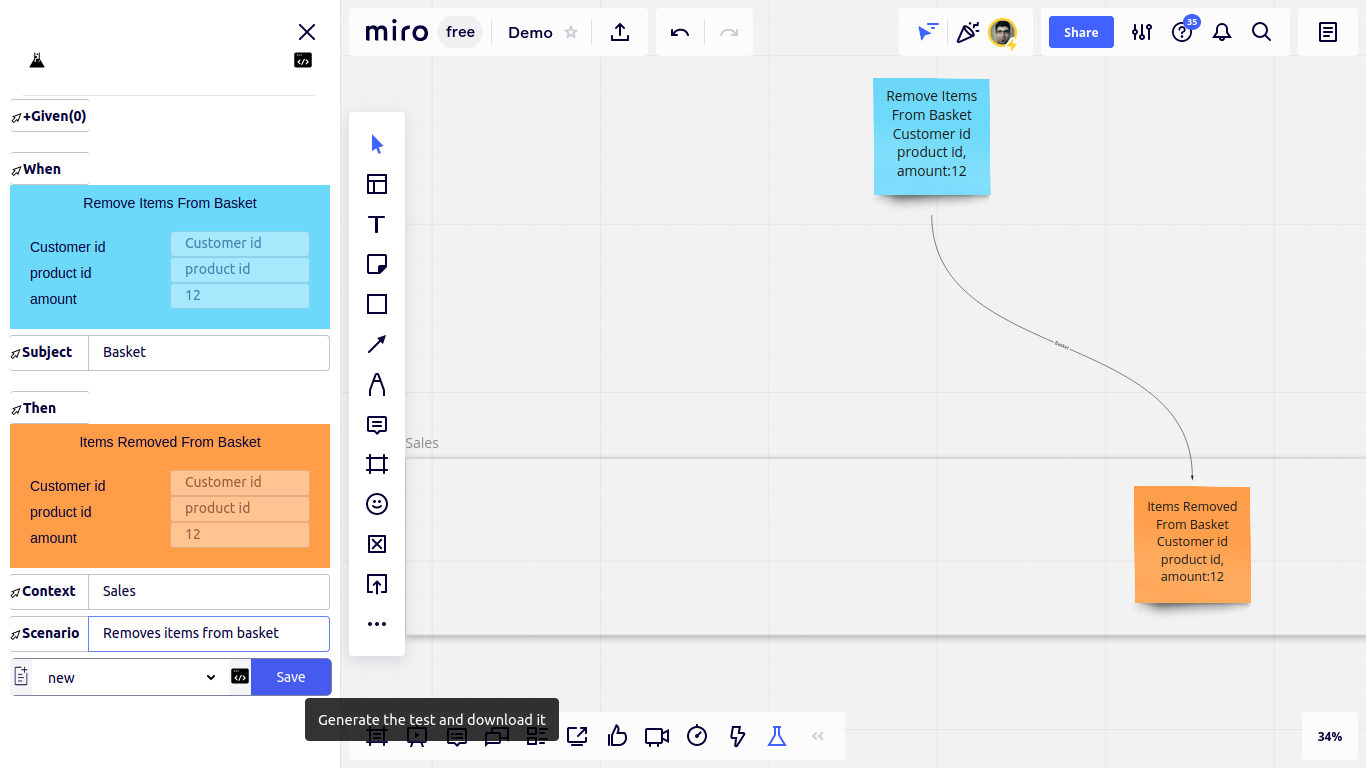 +Given(0)
When
Remove Items From Basket
Customer id Customer id
product id product id
amount 12
Subject Basket
Then
Items Removed From Basket
Customer id Customer id
product id product id
amount 12
Context Sales
Scenario Removes items from basket
new Save
Generate the test and download it
miro free Demo
Share
35
Remove Items
From Basket
Customer id
product id,
amount:12
Basket
Sales
Items Removed
From Basket
Customer id
product id,
amount:12
34%